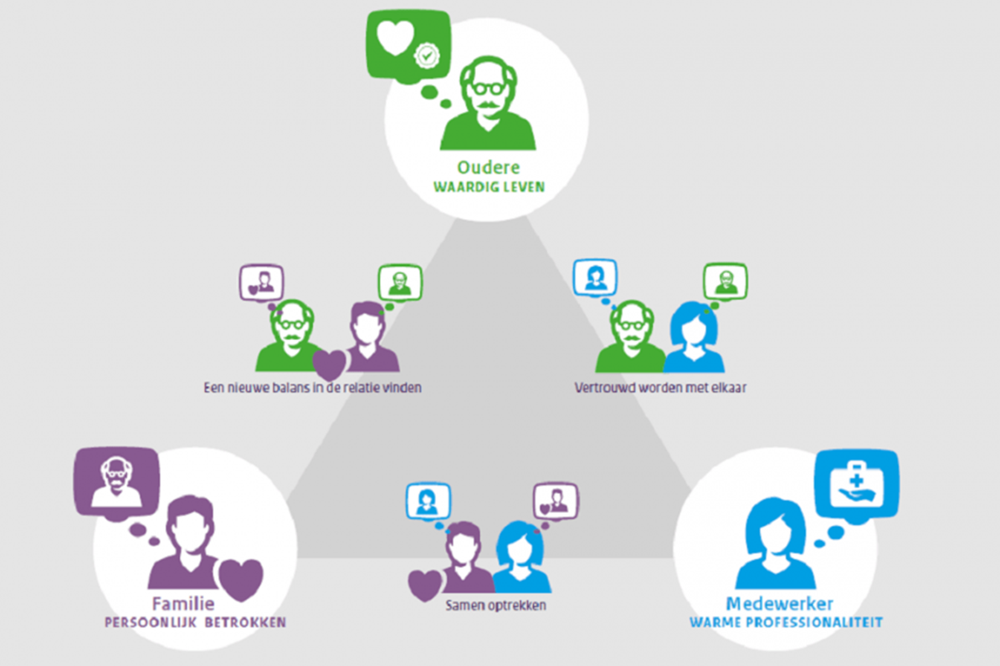 Oudere
WAARDIG LEVEN
Een nieuwe balans in de relatie vinden
Vertrouwd worden met elkaar
Familie
PERSOONLIJK BETROKKEN
Samen optrekken
Medewerker
WARME PROFESSIONALITEIT